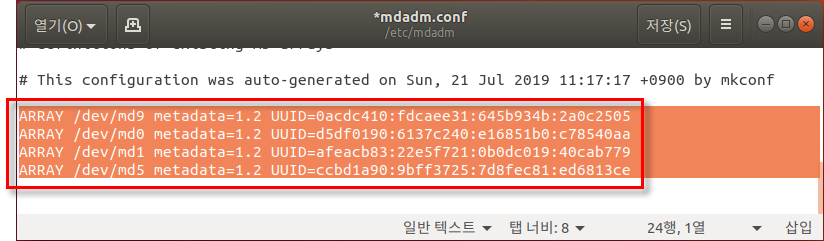 열기(O)
*mdadm.conf
/etc/mdadm
저장(S)
# This configuration was auto-generated on Sun, 21 Jul 2019 11:17:17 +0900 by mkconf
ARRAY /dev/md9 metadata=1.2 UUID=0acdc410:fdcaee31:645b934b:2a0c2505
ARRAY /dev/md0 metadata=1.2 UUID=d5df0190:6137c240:e16851b0:c78540aa
ARRAY /dev/md1 metadata=1.2 UUID=afeacb83:22e5f721:0b0dc019:40cab779
ARRAY /dev/md5 metadata=1.2 UUID=ccbd1a90:9bff3725:7d8fec81:ed6813ce
일반 텍스트 탭 너비: 8 24행, 1열 삽입